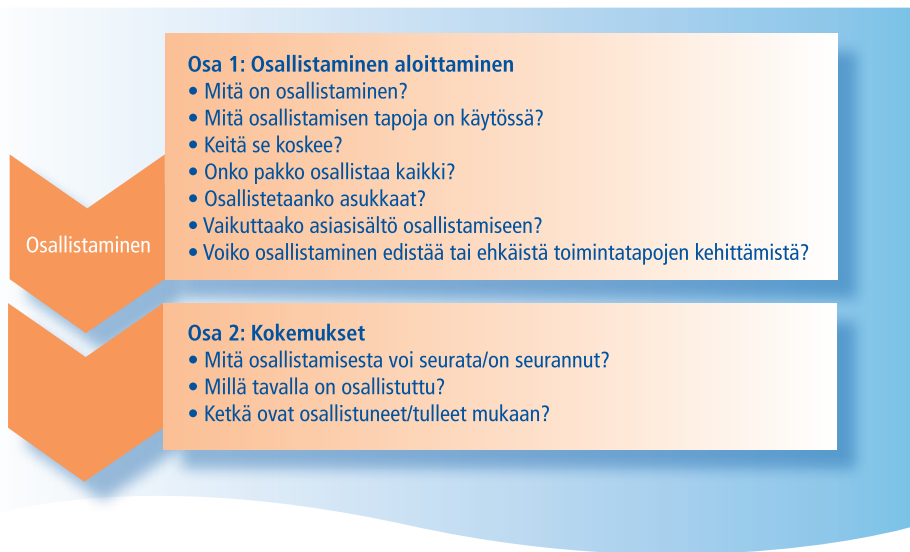 Osa 1: Osallistaminen aloittaminen
• Mitä on osallistaminen?
• Mitä osallistamisen tapoja on käytössä?
• Keitä se koskee?
• Onko pakko osallistaa kaikki?
• Osallistetaanko asukkaat?
• Vaikuttaako asiasisältö osallistamiseen?
• Voiko osallistaminen edistää tai ehkäistä toimintatapojen kehittämistä?
Osallistaminen
Osa 2: Kokemukset
• Mitä osallistamisesta voi seurata/on seurannut?
• Millä tavalla on osallistuttu?
• Ketkä ovat osallistuneet/tulleet mukaan?